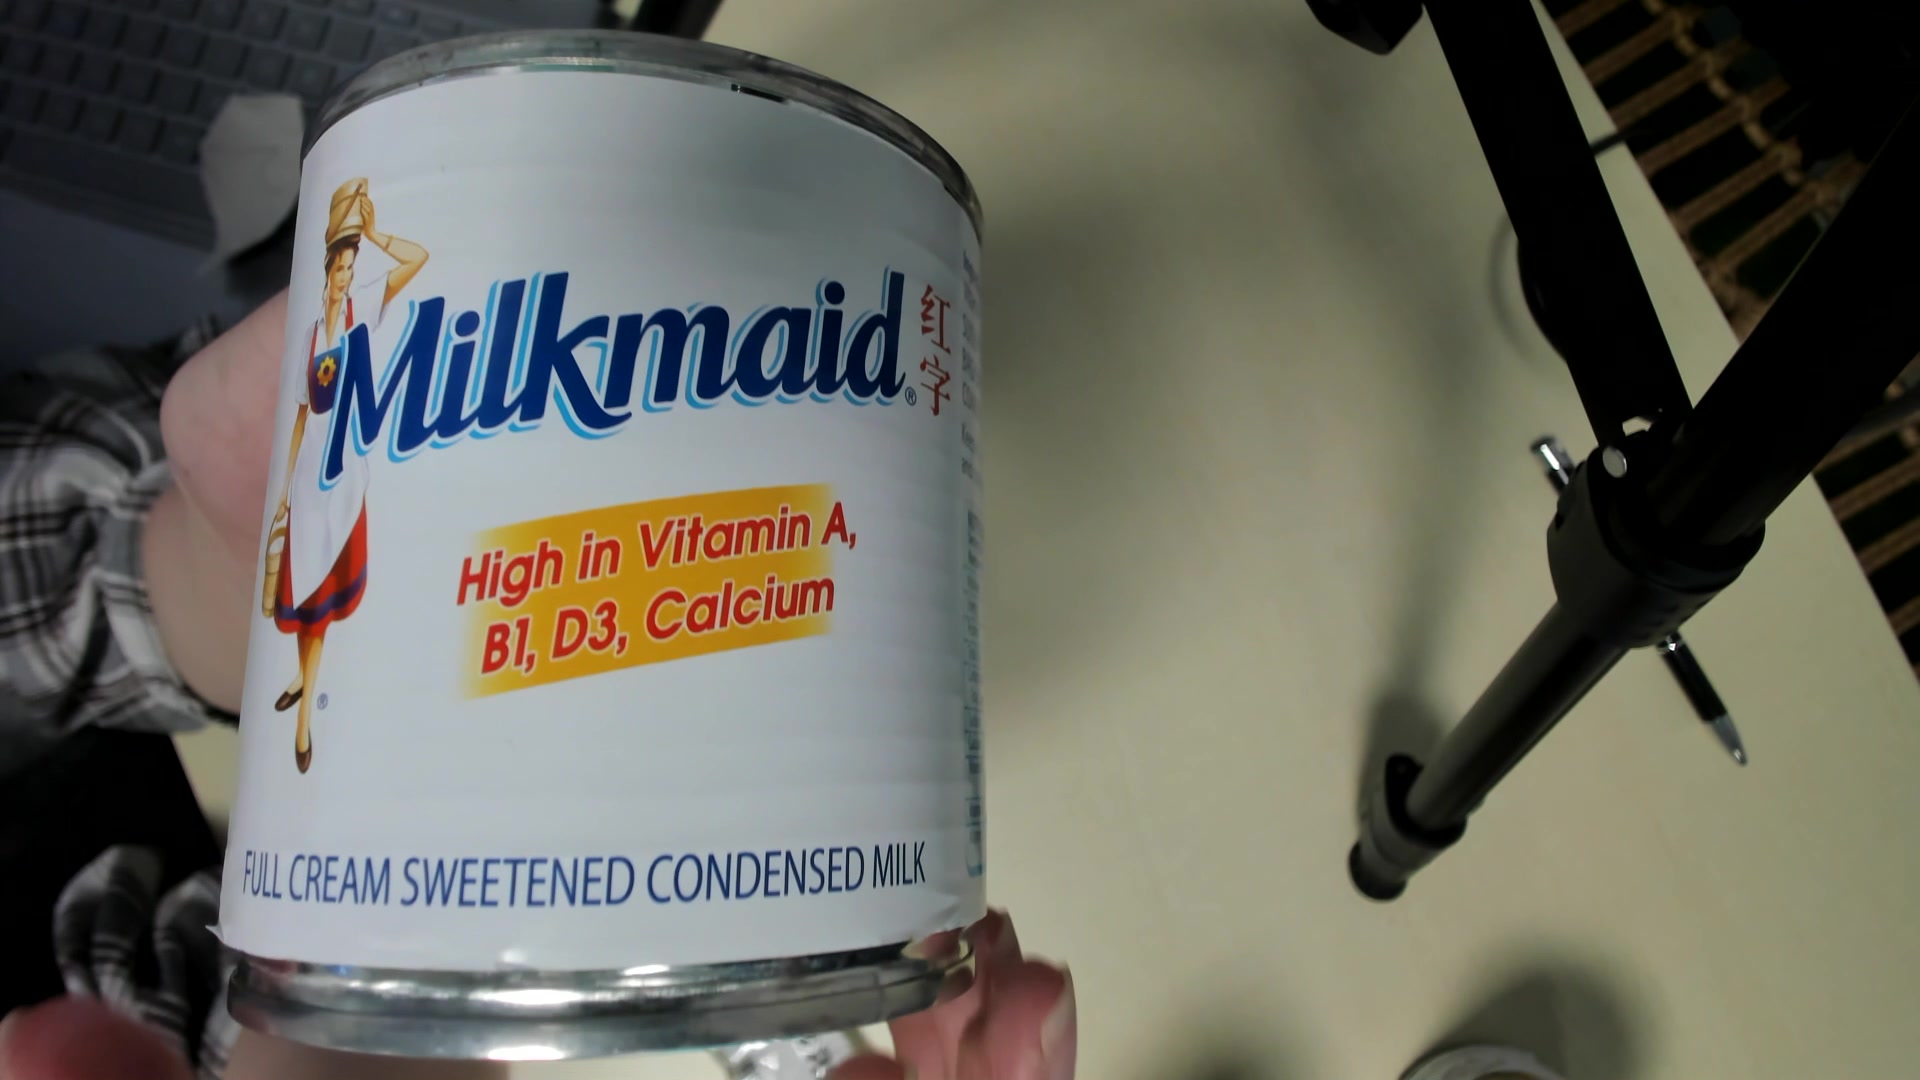 Milkmaid®
红字
High in Vitamin A,
B1, D3, Calcium
®
FULL CREAM SWEETENED CONDENSED MILK